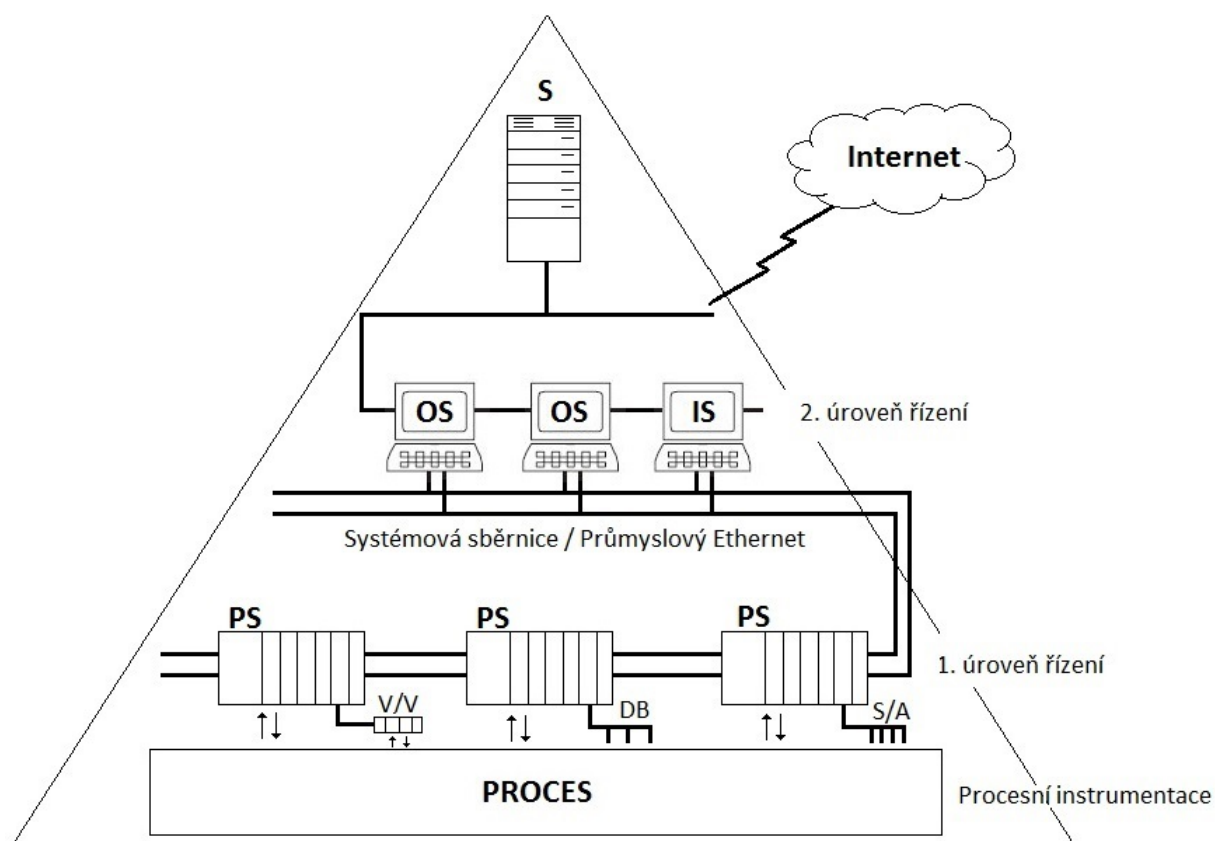 S
Internet
OS
OS
IS
2. úroveň řízení
Systémová sběrnice / Průmyslový Ethernet
PS
PS
PS
1. úroveň řízení
V/V
DB
S/A
PROCES
Procesní instrumentace